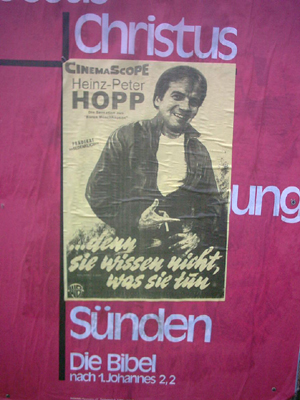 Christus
CINEMASCOPE
Heinz-Peter
HOPP
ung
...denn
sie wissen nicht,
was sie tun
Sünden
Die Bibel
nach 1. Johannes 2, 2